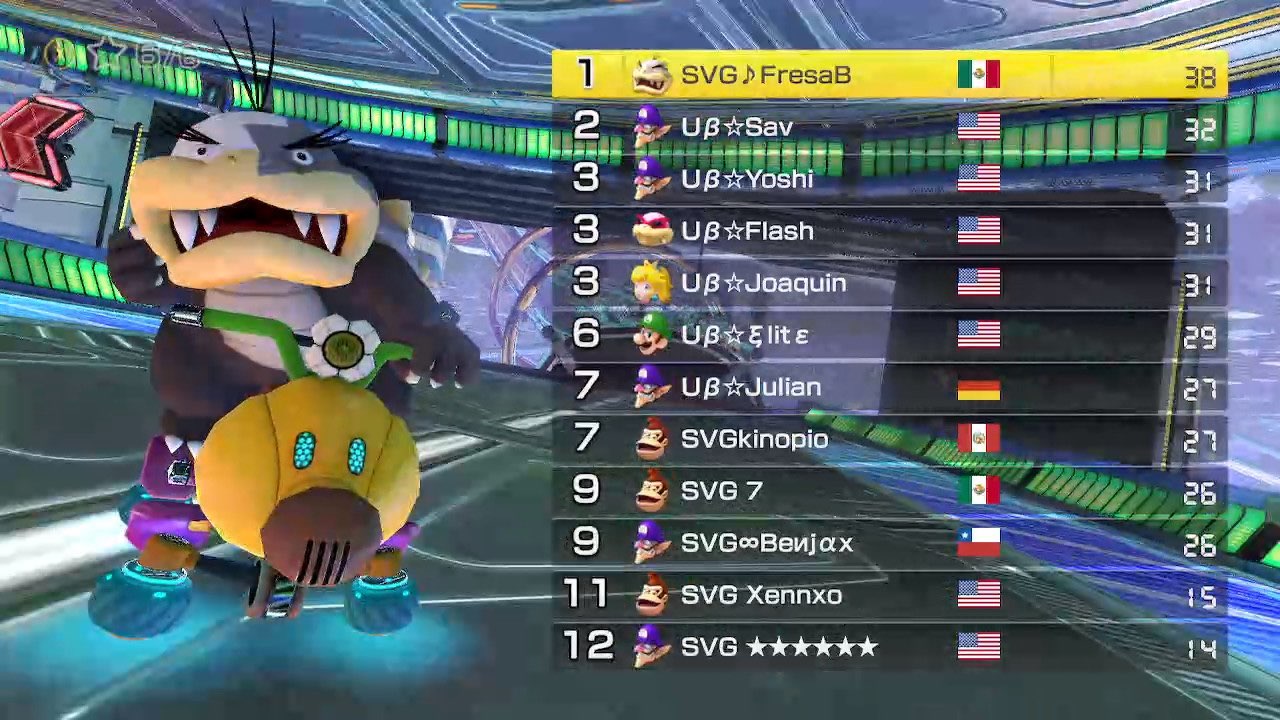 5/6
1 SVG♪FresaB 38
2 Uβ☆Sav 32
3 Uβ☆Yoshi 31
3 Uβ☆Flash 31
3 Uβ☆Joaquin 31
6 Uβ☆ξlitε 29
7 Uβ☆Julian 27
7 SVGkinopio 27
9 SVG 7 26
9 SVG∞Beиjαx 26
11 SVG Xennxo 15
12 SVG ★★★★★★ 14